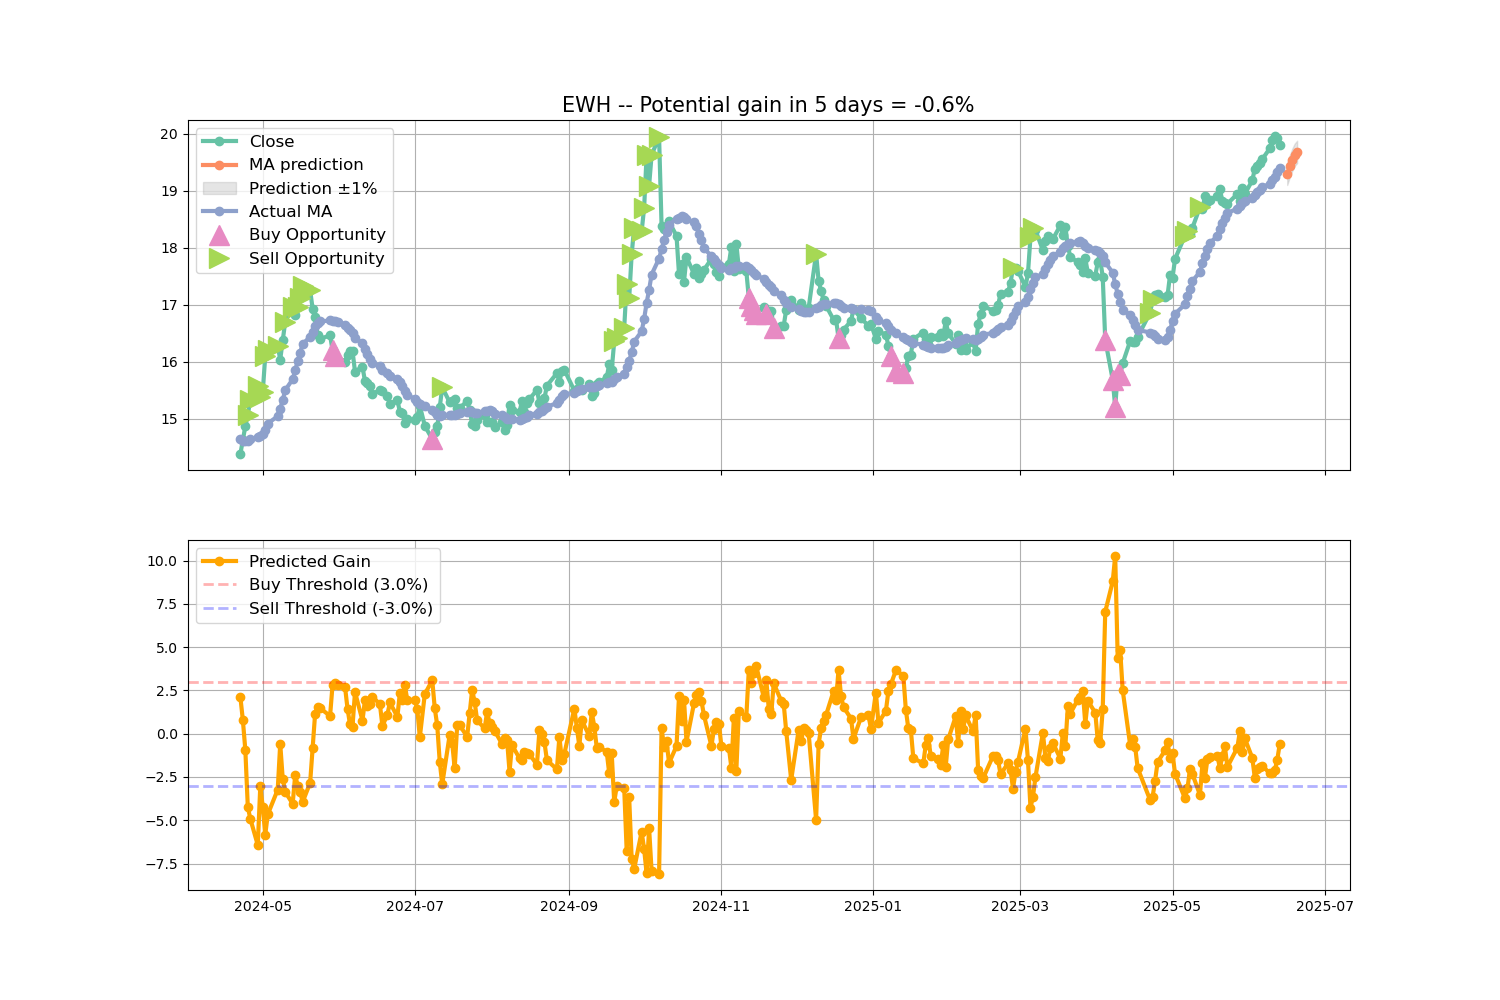 EWH -- Potential gain in 5 days = -0.6%
20
19
18
17
16
15
Close
MA prediction
Prediction ±1%
Actual MA
Buy Opportunity
Sell Opportunity
10.0
7.5
5.0
2.5
0.0
−2.5
−5.0
−7.5
Predicted Gain
Buy Threshold (3.0%)
Sell Threshold (-3.0%)
2024-05
2024-07
2024-09
2024-11
2025-01
2025-03
2025-05
2025-07